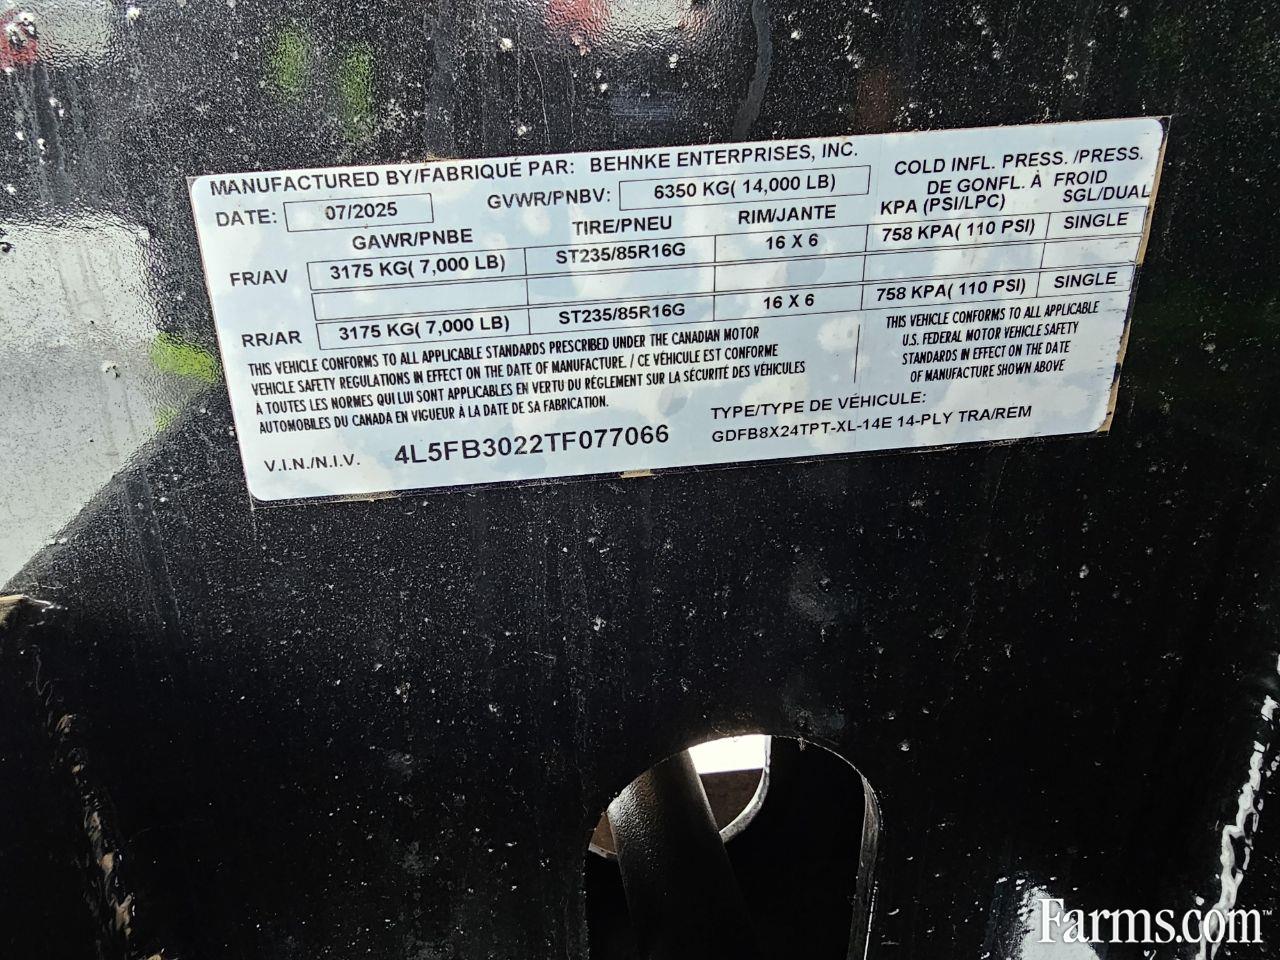 MANUFACTURED BY/FABRIQUÉ PAR: BEHNKE ENTERPRISES, INC.
DATE: 07/2025 GVWR/PNBV: 6350 KG( 14,000 LB)
COLD INFL. PRESS. /PRESS.
DE GONFL. À FROID
GAWR/PNBE TIRE/PNEU RIM/JANTE KPA (PSI/LPC) SGL/DUAL
FR/AV 3175 KG( 7,000 LB) ST235/85R16G 16 X 6 758 KPA( 110 PSI) SINGLE
RR/AR 3175 KG( 7,000 LB) ST235/85R16G 16 X 6 758 KPA( 110 PSI) SINGLE
THIS VEHICLE CONFORMS TO ALL APPLICABLE STANDARDS PRESCRIBED UNDER THE CANADIAN MOTOR
VEHICLE SAFETY REGULATIONS IN EFFECT ON THE DATE OF MANUFACTURE. / CE VÉHICULE EST CONFORME
À TOUTES LES NORMES QUI LUI SONT APPLICABLES EN VERTU DU RÉGLEMENT SUR LA SÉCURITÉ DES VÉHICULES
AUTOMOBILES DU CANADA EN VIGUEUR À LA DATE DE SA FABRICATION.
THIS VEHICLE CONFORMS TO ALL APPLICABLE
U.S. FEDERAL MOTOR VEHICLE SAFETY
STANDARDS IN EFFECT ON THE DATE
OF MANUFACTURE SHOWN ABOVE
V.I.N./N.I.V. 4L5FB3022TF077066
TYPE/TYPE DE VÉHICULE:
GDFB8X24TPT-XL-14E 14-PLY TRA/REM
Farms.com™